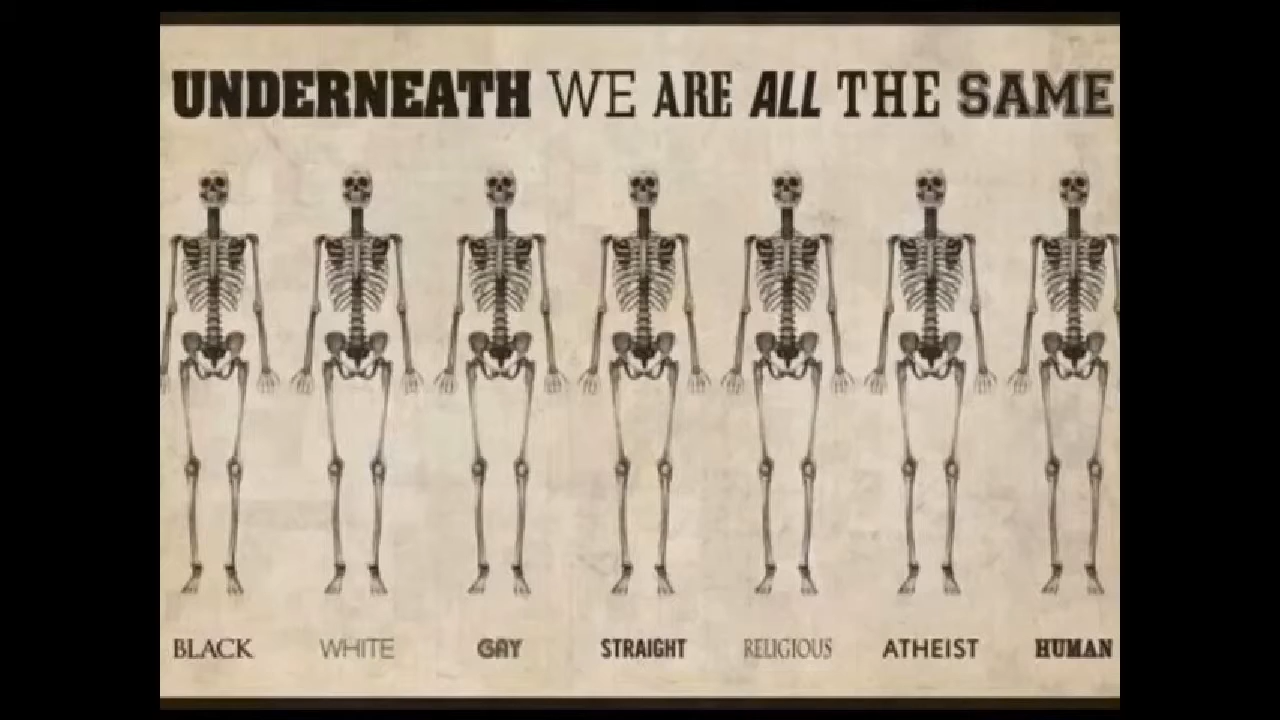 UNDERNEATH WE ARE ALL THE SAME
BLACK WHITE GAY STRAIGHT RELIGIOUS ATHEIST HUMAN